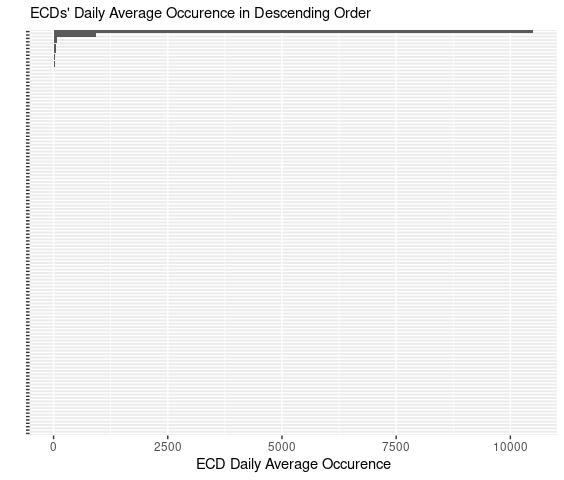 ECDs' Daily Average Occurence in Descending Order
0 2500 5000 7500 10000
ECD Daily Average Occurence